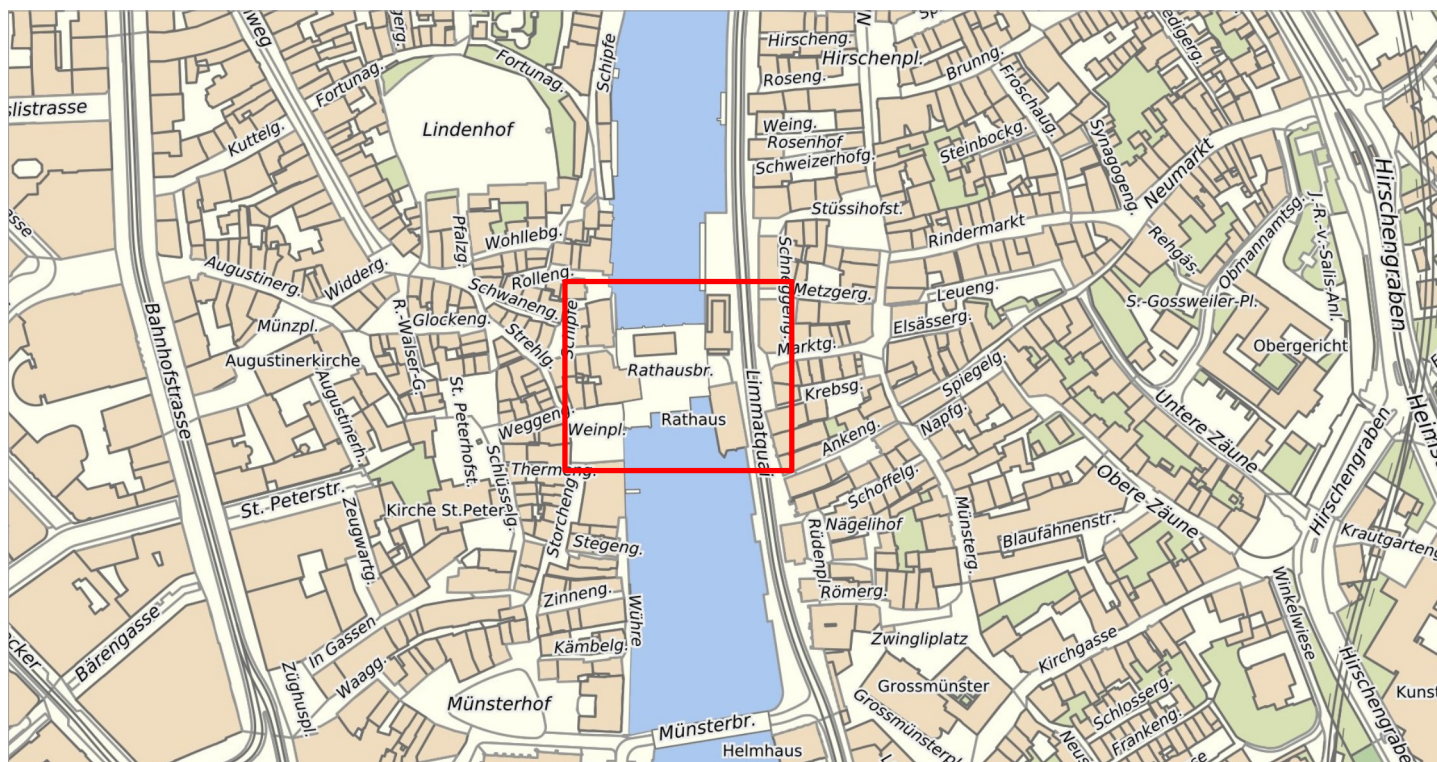 Hirscheng.
Hirschenpl.
Roseng.
Brunng.
Froschaug.
Fortunag.
Fortunag.
Schipfe
Lindenhof
Kuttelg.
Weing.
Rosenhof
Schweizerhofg.
Steinbockg.
Synagogeng.
Neumarkt
Hirschengraben
Stüssihofst.
Rindermarkt
Rehgäs.
Obmannamtsg.
J.-R.-v.-Salis-Anl.
Pfalzg.
Wohllebg.
Augustinerg.
Widderg.
Rolleng.
Schwaneng.
Schneggeng.
Metzgerg.
Leueng.
S.-Gossweiler-Pl.
Münzpl.
R.-Walser-G.
Glockeng.
Strehlg.
Schipfe
Elsässerg.
Bahnhofstrasse
Augustinerkirche
Marktg.
Obergericht
Rathausbr.
Limmatquai
Krebsg.
Spiegelg.
Augustinerh.
St. Peterhofst.
Weggeng.
Weinpl.
Rathaus
Ankeng.
Napfg.
Untere Zäune
Hirschengraben
Thermeng.
Schoffelg.
St. Peterstr.
Kirche St.Peter
Schlüsselg.
Storcheng.
Obere Zäune
Zeugwartg.
Nägelihof
Münsterg.
Blaufahnenstr.
Stegeng.
Rüdenpl.
Zinneng.
Römerg.
Wühre
Winkelwiese
Bärengasse
In Gassen
Kämbelg.
Zwingliplatz
Kirchgasse
Waagg.
Züghuspl.
Münsterhof
Grossmünster
Schlosserg.
Hirschengrabe
Münsterbr.
Grossmünsterpl.
Frankeng.
Helmhaus